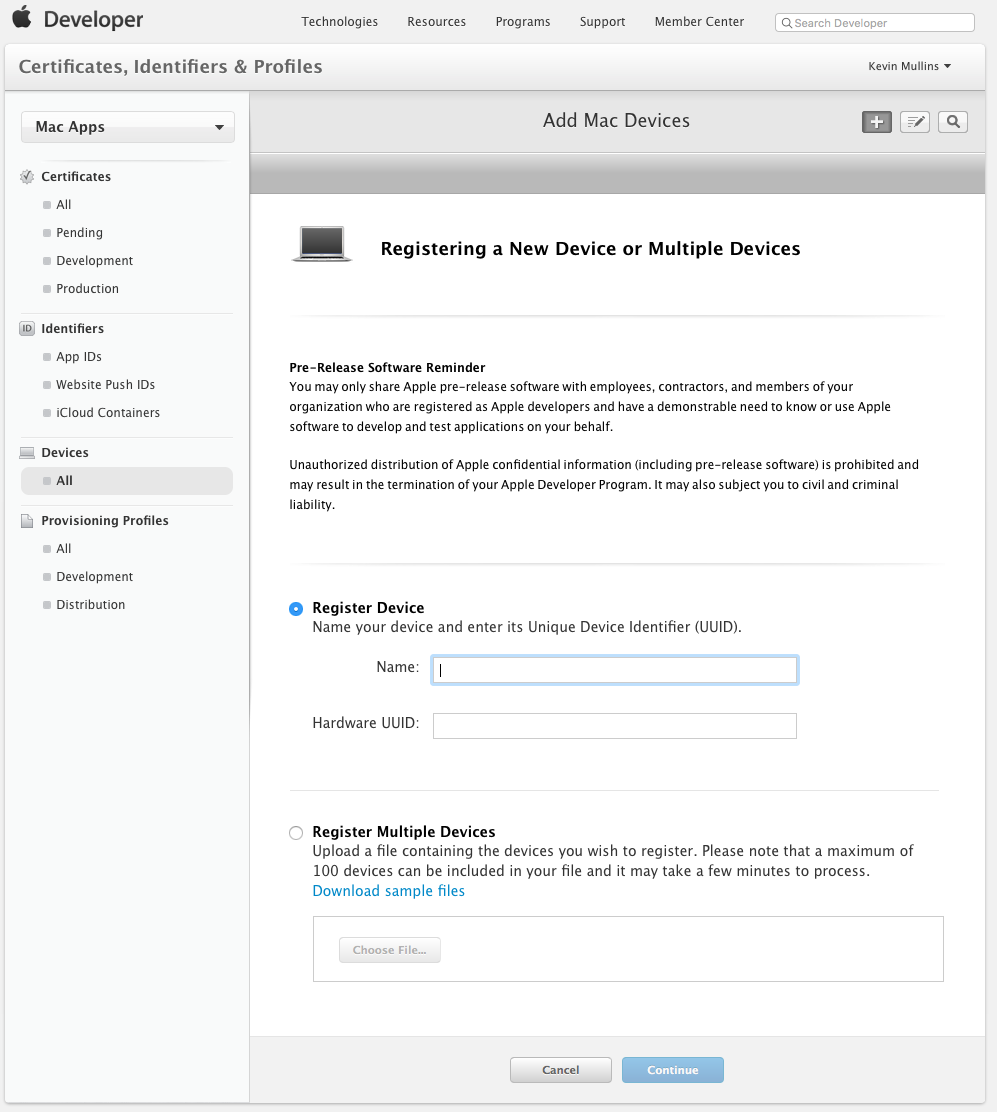 Developer
Technologies Resources Programs Support Member Center
Search Developer
Certificates, Identifiers & Profiles
Kevin Mullins
Mac Apps
Add Mac Devices
Certificates
All
Pending
Development
Production
ID Identifiers
App IDs
Website Push IDs
iCloud Containers
Devices
All
Provisioning Profiles
All
Development
Distribution
Registering a New Device or Multiple Devices
Pre-Release Software Reminder
You may only share Apple pre-release software with employees, contractors, and members of your
organization who are registered as Apple developers and have a demonstrable need to know or use Apple
software to develop and test applications on your behalf.
Unauthorized distribution of Apple confidential information (including pre-release software) is prohibited and
may result in the termination of your Apple Developer Program. It may also subject you to civil and criminal
liability.
Register Device
Name your device and enter its Unique Device Identifier (UUID).
Name:
Hardware UUID:
Register Multiple Devices
Upload a file containing the devices you wish to register. Please note that a maximum of
100 devices can be included in your file and it may take a few minutes to process.
Download sample files
Choose File...
Cancel
Continue